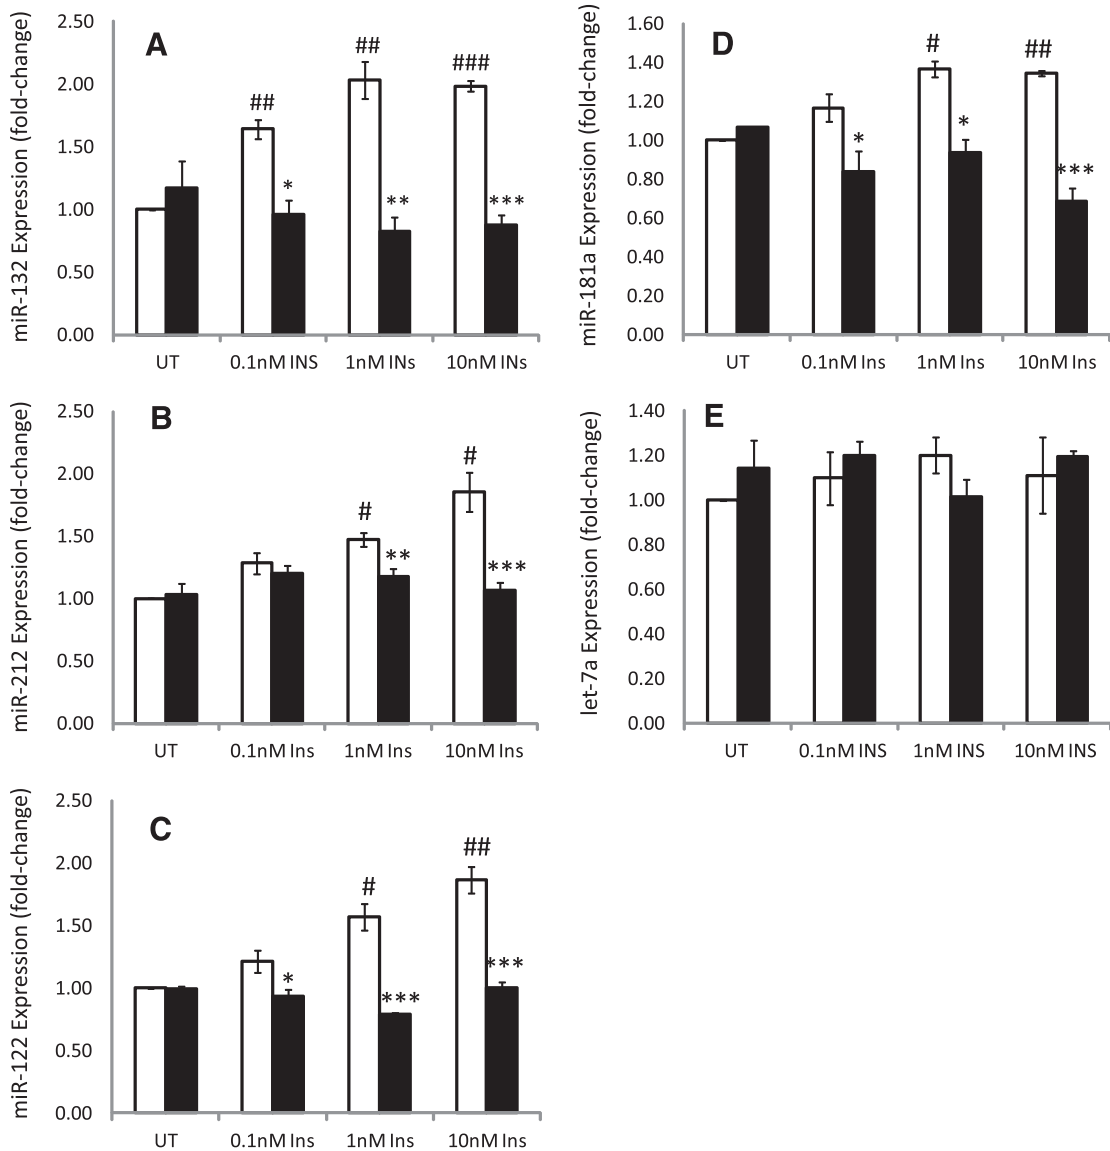 A
miR-132 Expression (fold-change)
2.50
2.00
1.50
1.00
0.50
0.00
##
##
###
*
**
***
UT
0.1nM INS
1nM INs
10nM INs
D
miR-181a Expression (fold-change)
1.60
1.40
1.20
1.00
0.80
0.60
0.40
0.20
0.00
#
##
*
*
***
UT
0.1nM Ins
1nM Ins
10nM Ins
B
miR-212 Expression (fold-change)
2.50
2.00
1.50
1.00
0.50
0.00
#
#
**
***
UT
0.1nM Ins
1nM Ins
10nM Ins
E
let-7a Expression (fold-change)
1.40
1.20
1.00
0.80
0.60
0.40
0.20
0.00
UT
0.1nM INS
1nM INS
10nM INS
C
miR-122 Expression (fold-change)
2.50
2.00
1.50
1.00
0.50
0.00
#
##
*
***
***
UT
0.1nM Ins
1nM Ins
10nM Ins